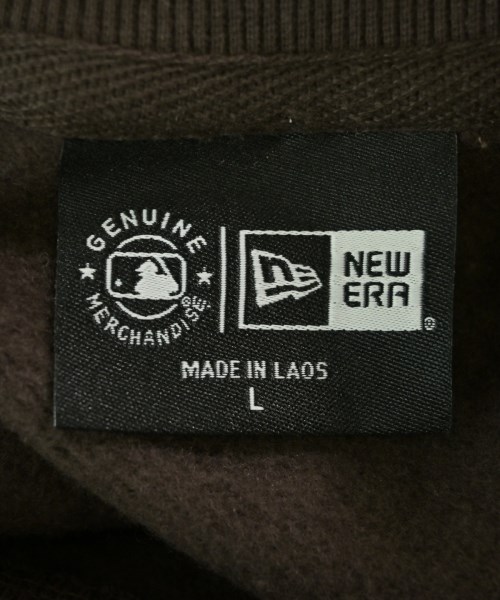 GENUINE
MERCHANDISE®
NEW
ERA®
MADE IN LAOS
L